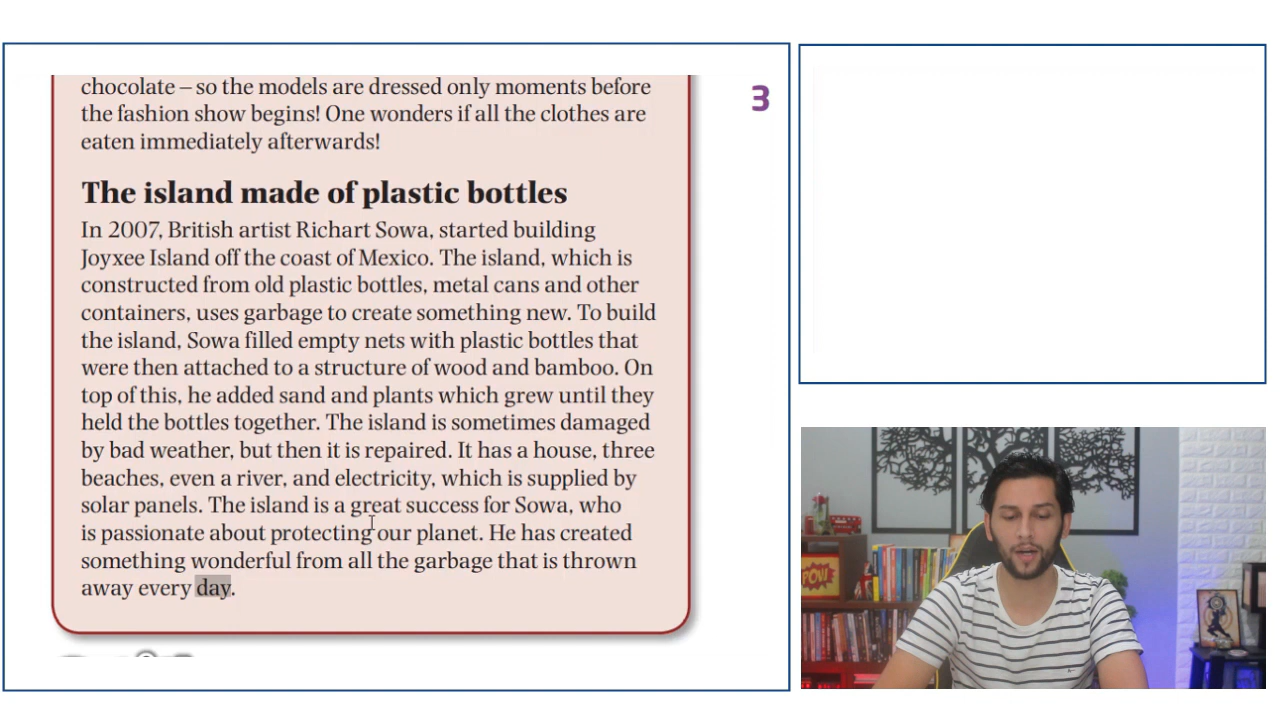 chocolate – so the models are dressed only moments before
the fashion show begins! One wonders if all the clothes are
eaten immediately afterwards!
The island made of plastic bottles
In 2007, British artist Richart Sowa, started building
Joyxee Island off the coast of Mexico. The island, which is
constructed from old plastic bottles, metal cans and other
containers, uses garbage to create something new. To build
the island, Sowa filled empty nets with plastic bottles that
were then attached to a structure of wood and bamboo. On
top of this, he added sand and plants which grew until they
held the bottles together. The island is sometimes damaged
by bad weather, but then it is repaired. It has a house, three
beaches, even a river, and electricity, which is supplied by
solar panels. The island is a great success for Sowa, who
is passionate about protecting our planet. He has created
something wonderful from all the garbage that is thrown
away every day.
3
POW